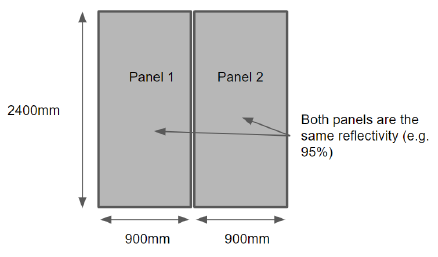 Panel 1
Panel 2
2400mm
Both panels are the
same reflectivity (e.g.
95%)
900mm
900mm